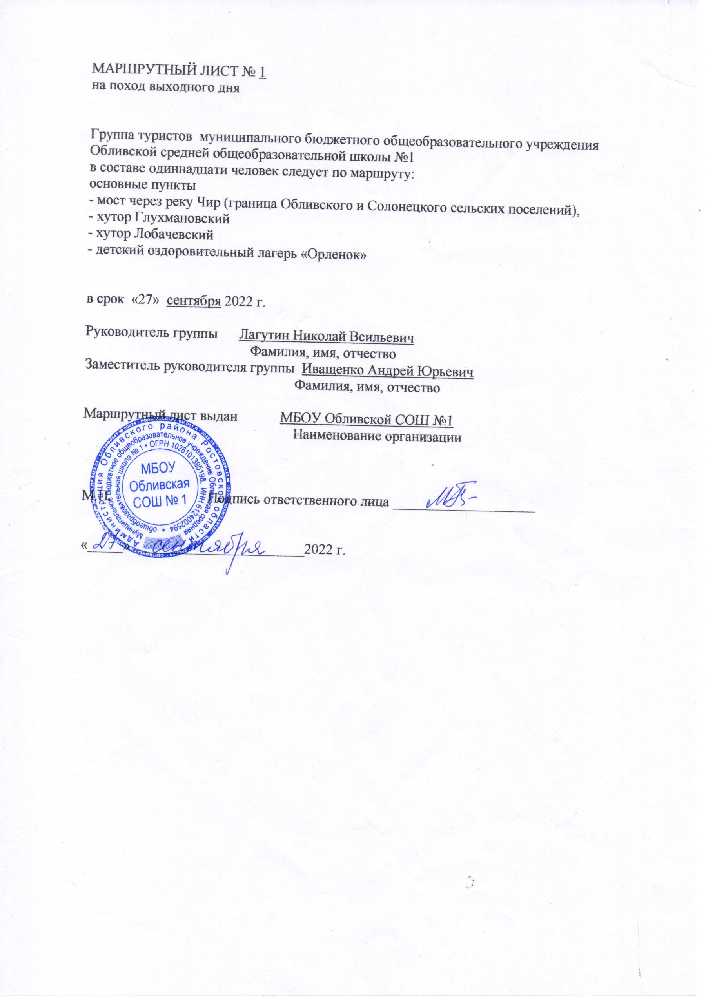 МАРШРУТНЫЙ ЛИСТ № 1
на поход выходного дня
Группа туристов муниципального бюджетного общеобразовательного учреждения
Обливской средней общеобразовательной школы №1
в составе одиннадцати человек следует по маршруту:
основные пункты
- мост через реку Чир (граница Обливского и Солонецкого сельских поселений),
- хутор Глухмановский
- хутор Лобачевский
- детский оздоровительный лагерь «Орленок»
в срок «27» сентября 2022 г.
Руководитель группы Лагутин Николай Всильевич
Фамилия, имя, отчество
Заместитель руководителя группы Иващенко Андрей Юрьевич
Фамилия, имя, отчество
Маршрутный лист выдан МБОУ Обливской СОШ №1
Наименование организации
Администрация Обливского района Ростовской области
Муниципальное бюджетное общеобразовательное учреждение Обливская средняя
общеобразовательная школа № 1 * ОГРН 1026101395198, ИНН 6124002594 *
МБОУ
Обливская
СОШ № 1
М.П. Подпись ответственного лица
«27» сентября 2022 г.